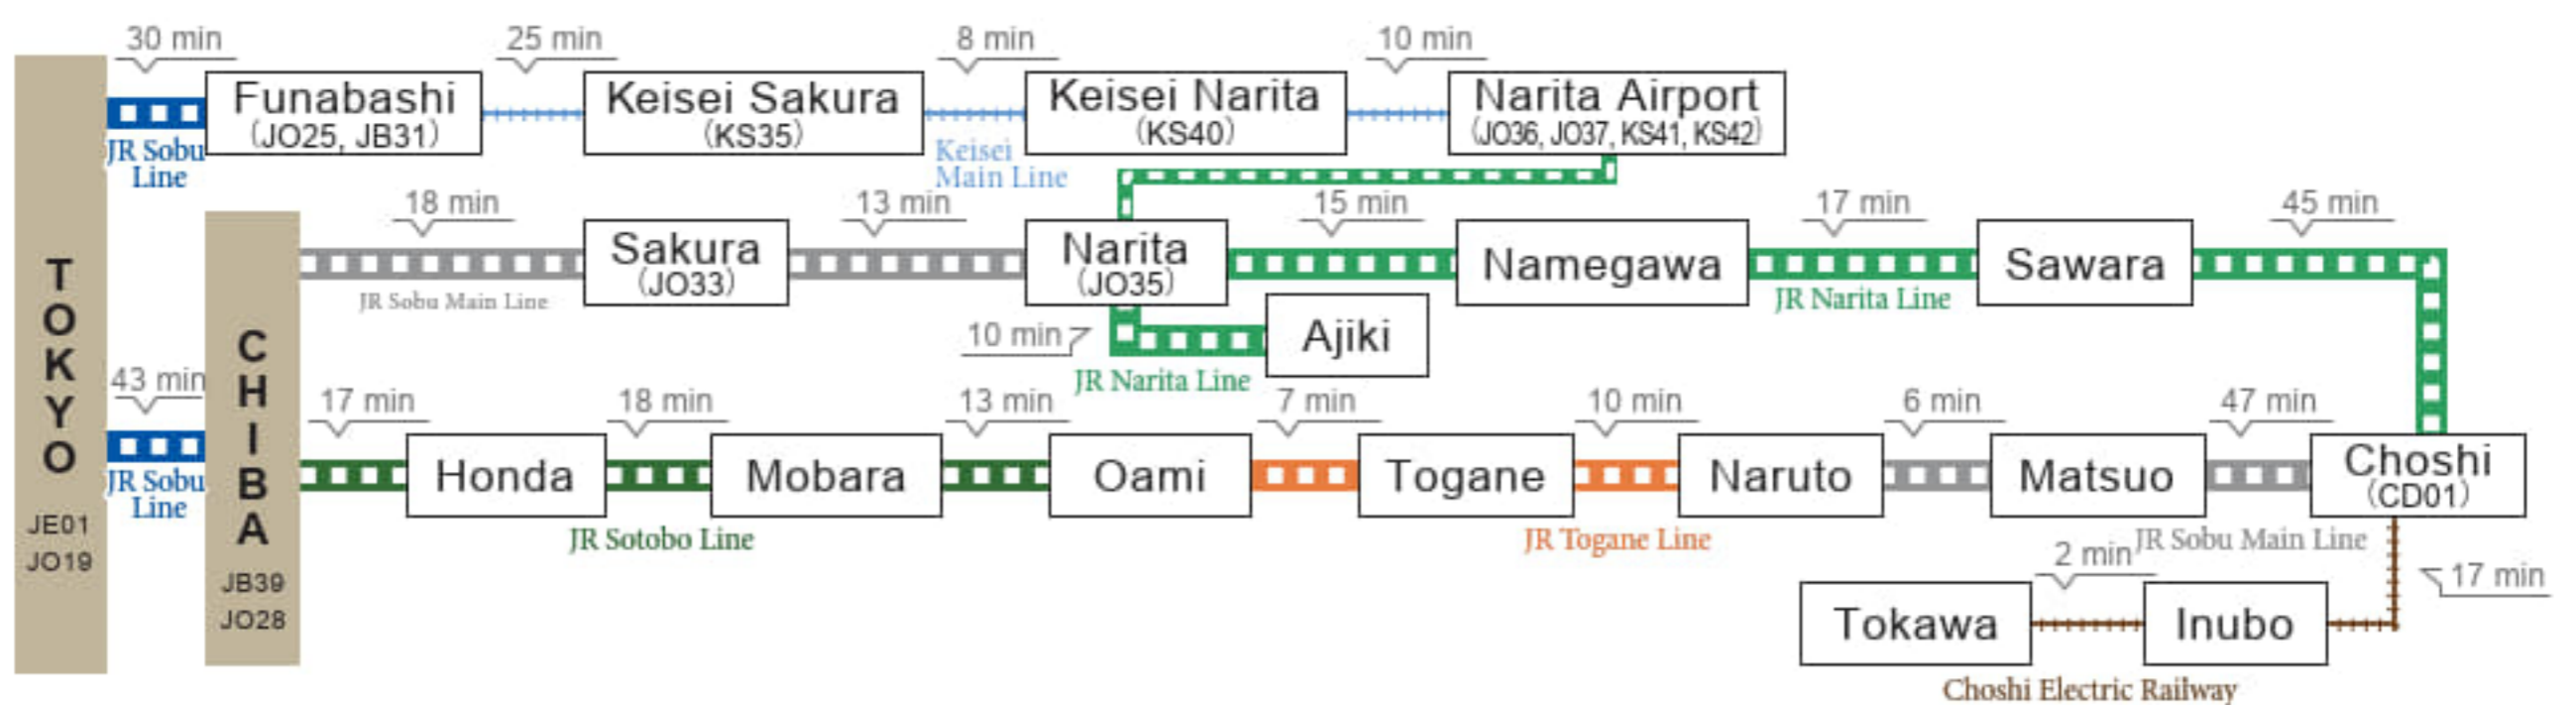 30 min
25 min
8 min
10 min
Funabashi
(JO25, JB31)
Keisei Sakura
(KS35)
Keisei Narita
(KS40)
Narita Airport
(JO36, JO37, KS41, KS42)
JR Sobu
Line
Keisei
Main Line
18 min
13 min
15 min
17 min
45 min
Sakura
(JO33)
Narita
(JO35)
Namegawa
Sawara
JR Sobu Main Line
JR Narita Line
10 min
Ajiki
JR Narita Line
TOKYO
JE01
JO19
43 min
JR Sobu
Line
CHIBA
JB39
JO28
17 min
18 min
13 min
7 min
10 min
6 min
47 min
Honda
Mobara
Oami
Togane
Naruto
Matsuo
Choshi
(CD01)
JR Sotobo Line
JR Togane Line
JR Sobu Main Line
2 min
17 min
Tokawa
Inubo
Choshi Electric Railway